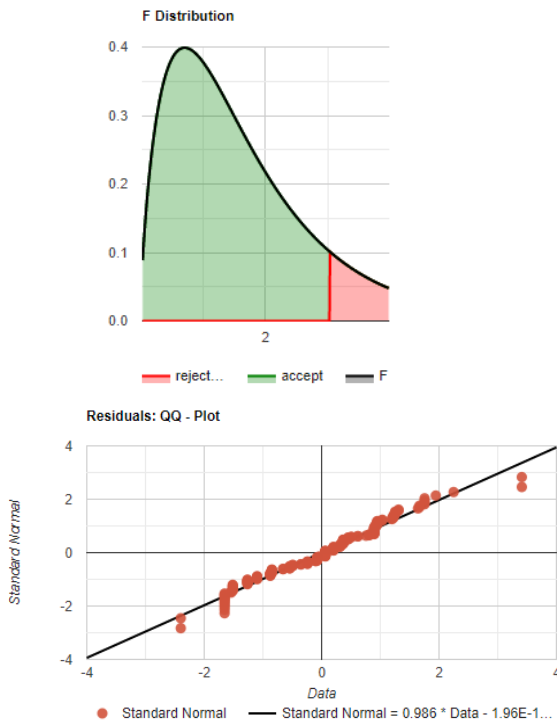 F Distribution
0.4
0.3
0.2
0.1
0.0
2
reject... accept F
Residuals: QQ - Plot
4
2
0
-2
-4
Standard Normal
-4 -2 0 2 4
Data
Standard Normal Standard Normal = 0.986 * Data - 1.96E-1...